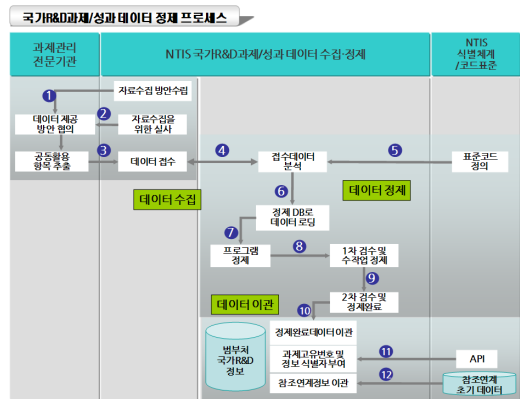 국가R&D과제/성과 데이터 정제 프로세스
과제관리
전문기관
NTIS 국가R&D과제/성과 데이터 수집·정제
NTIS
식별체계
/코드표준
1
자료수집 방안수립
데이터 제공
방안 협의
2
자료수집을
위한 실사
공동활용
항목 추출
3
데이터 접수
4
접수데이터
분석
5
표준코드
정의
데이터 수집
6
데이터 정제
정제 DB로
데이터 로딩
7
프로그램
정제
8
1차 검수 및
수작업 정제
9
데이터 이관
10
2차 검수 및
정제완료
범부처
국가R&D
정보
정제완료데이터 이관
과제고유번호 및
정보 식별자 부여
11
API
참조연계정보 이관
12
참조연계
초기 데이터